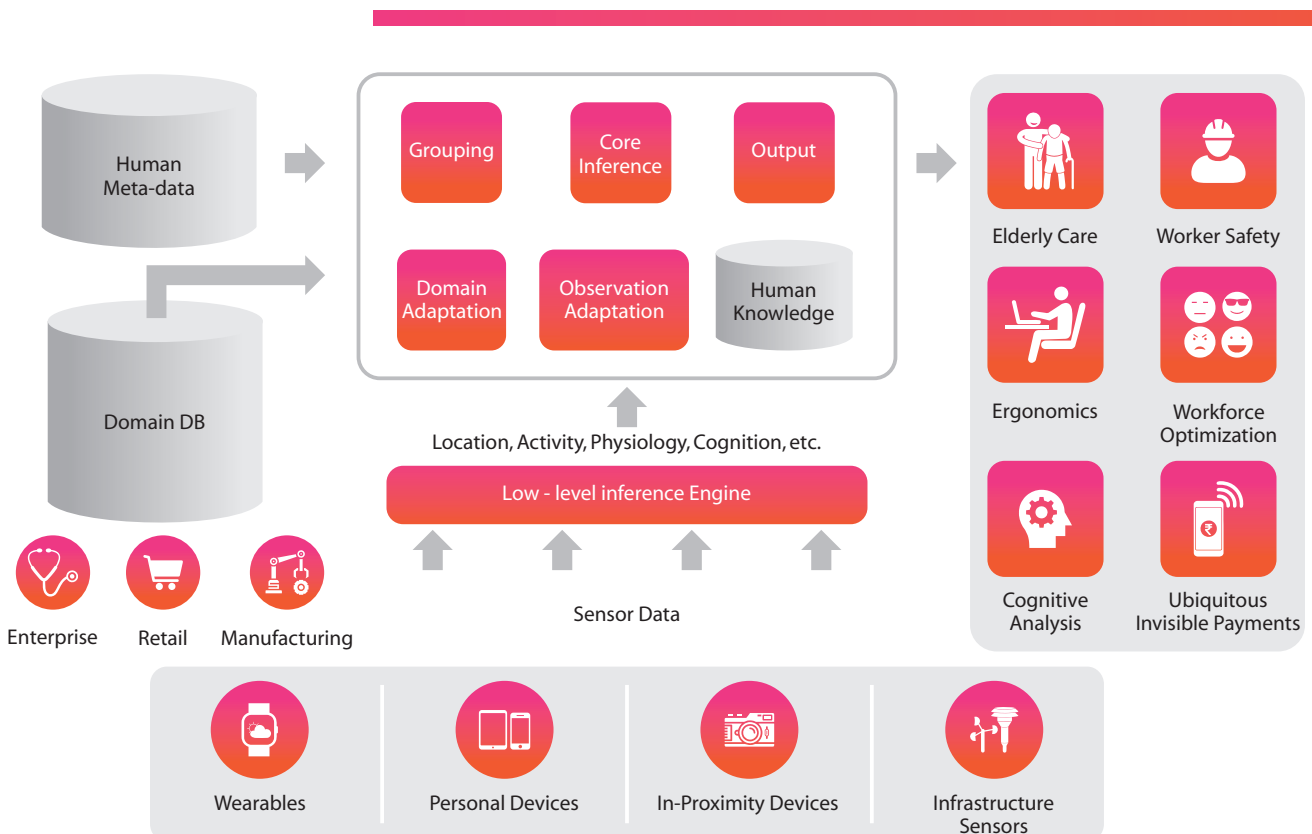 Human
Meta-data
Grouping
Core
Inference
Output
Domain
Adaptation
Observation
Adaptation
Human
Knowledge
Domain DB
Location, Activity, Physiology, Cognition, etc.
Low - level inference Engine
Sensor Data
Enterprise
Retail
Manufacturing
Elderly Care
Worker Safety
Ergonomics
Workforce
Optimization
₹
Cognitive
Analysis
Ubiquitous
Invisible Payments
Wearables
Personal Devices
In-Proximity Devices
Infrastructure
Sensors